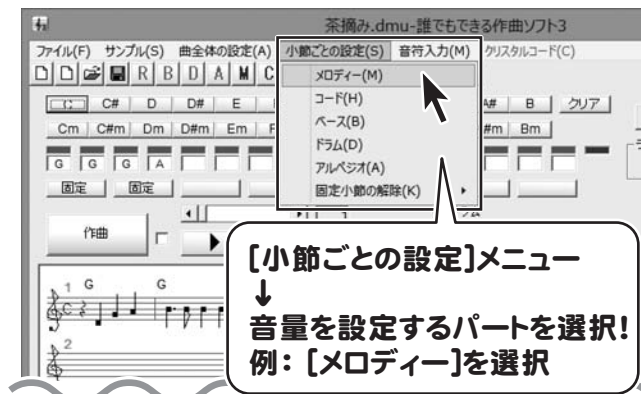 茶摘み.dmu-誰でもできる作曲ソフト3
ファイル(F) サンプル(S) 曲全体の設定(A) 小節ごとの設定(S) 音符入力(M) クリスタルコード(C)
R B D A M C
メロディー(M)
コード(H)
ベース(B)
ドラム(D)
アルペジオ(A)
固定小節の解除(K)
C C# D D# E A# B クリア
Cm C#m Dm D#m Em #m Bm
G G G A
固定 固定
作曲
1 G G
2
[小節ごとの設定]メニュー
↓
音量を設定するパートを選択!
例: [メロディー]を選択